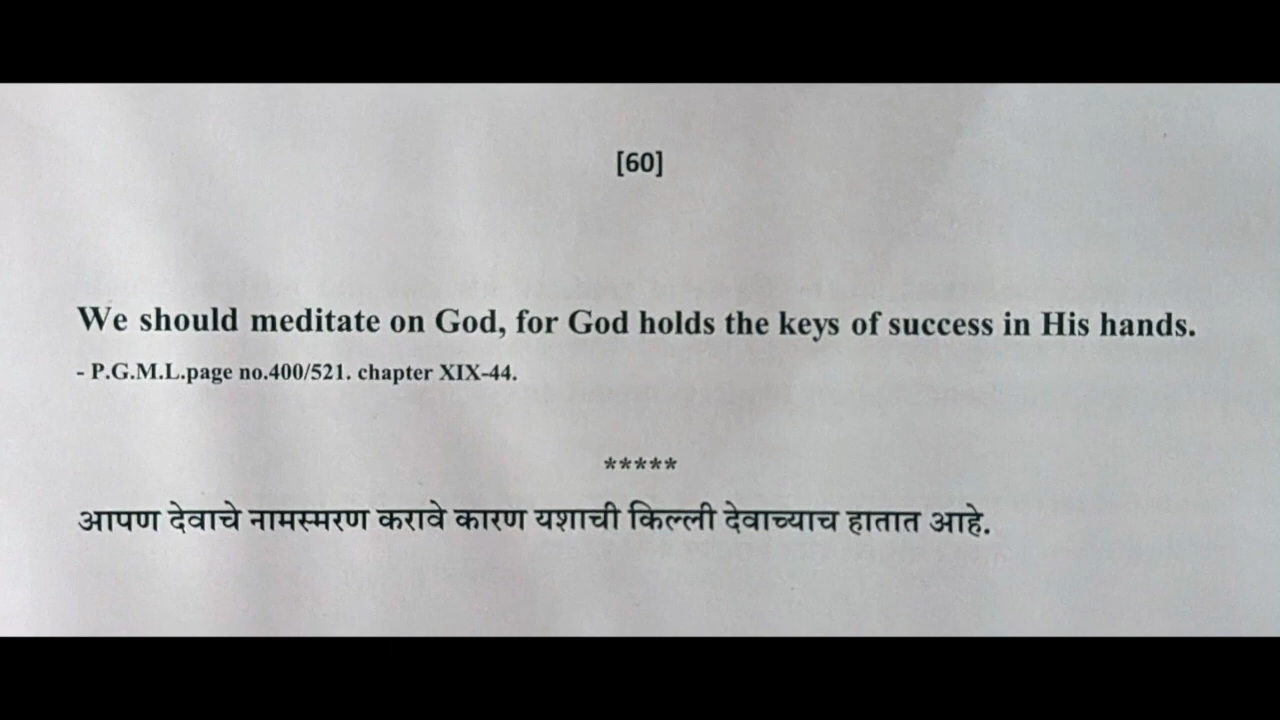 [60]
We should meditate on God, for God holds the keys of success in His hands.
- P.G.M.L.page no.400/521. chapter XIX-44.
*****
आपण देवाचे नामस्मरण करावे कारण यशाची किल्ली देवाच्याच हातात आहे.